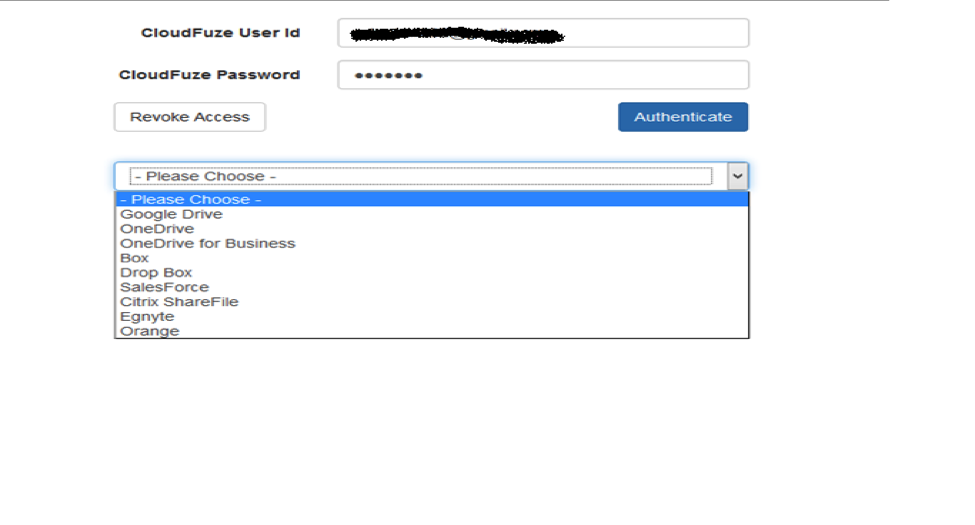 CloudFuze User Id
CloudFuze Password •••••••
Revoke Access Authenticate
- Please Choose -
- Please Choose -
Google Drive
OneDrive
OneDrive for Business
Box
Drop Box
SalesForce
Citrix ShareFile
Egnyte
Orange